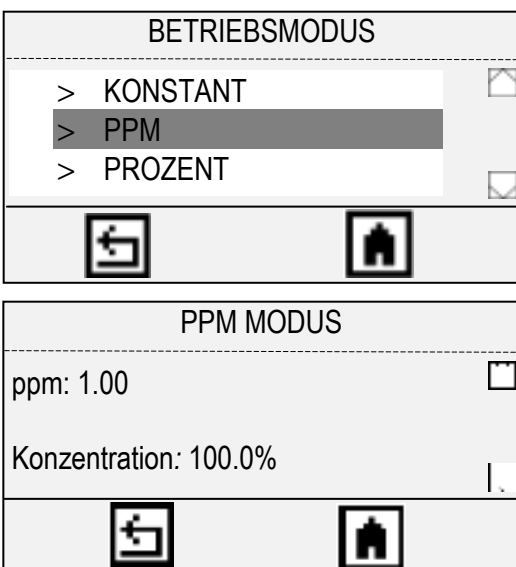 BETRIEBSMODUS
> KONSTANT
> PPM
> PROZENT
PPM MODUS
ppm: 1.00
Konzentration: 100.0%